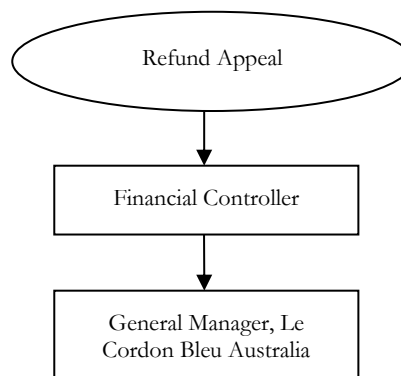 Refund Appeal
Financial Controller
General Manager, Le
Cordon Bleu Australia